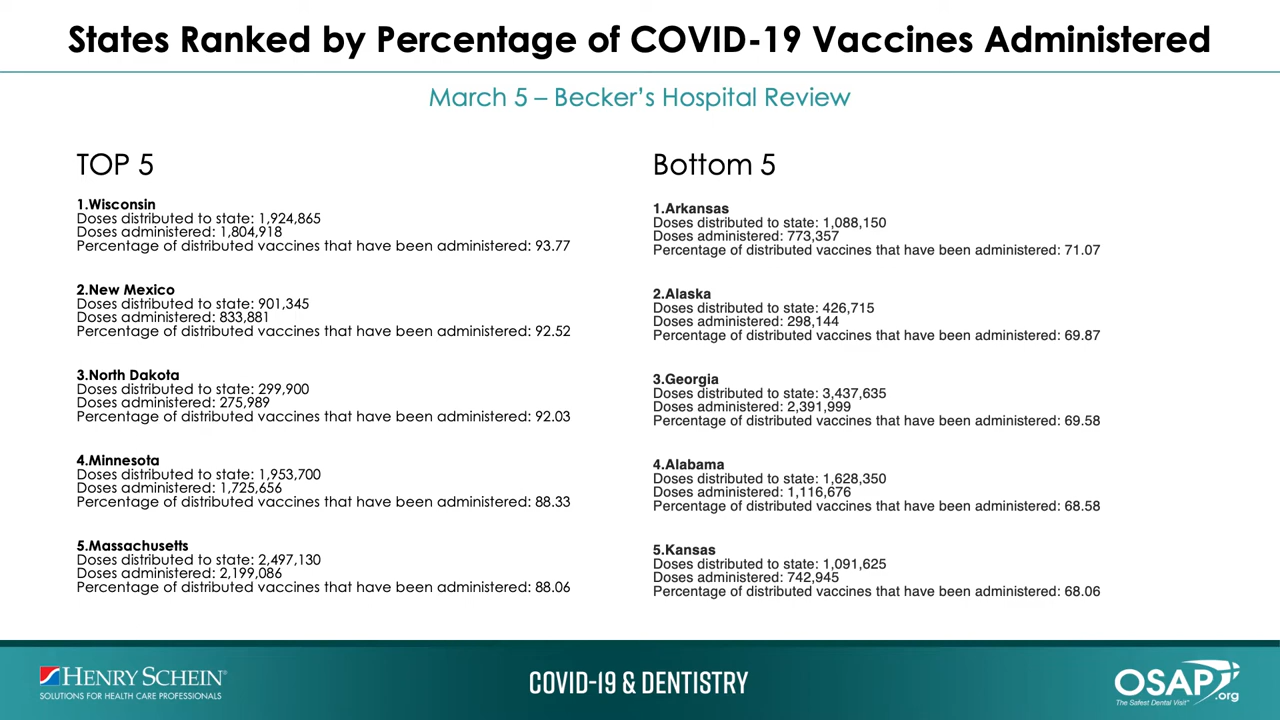 States Ranked by Percentage of COVID-19 Vaccines Administered
March 5 – Becker's Hospital Review
TOP 5
1.Wisconsin
Doses distributed to state: 1,924,865
Doses administered: 1,804,918
Percentage of distributed vaccines that have been administered: 93.77
2.New Mexico
Doses distributed to state: 901,345
Doses administered: 833,881
Percentage of distributed vaccines that have been administered: 92.52
3.North Dakota
Doses distributed to state: 299,900
Doses administered: 275,989
Percentage of distributed vaccines that have been administered: 92.03
4.Minnesota
Doses distributed to state: 1,953,700
Doses administered: 1,725,656
Percentage of distributed vaccines that have been administered: 88.33
5.Massachusetts
Doses distributed to state: 2,497,130
Doses administered: 2,199,086
Percentage of distributed vaccines that have been administered: 88.06
Bottom 5
1.Arkansas
Doses distributed to state: 1,088,150
Doses administered: 773,357
Percentage of distributed vaccines that have been administered: 71.07
2.Alaska
Doses distributed to state: 426,715
Doses administered: 298,144
Percentage of distributed vaccines that have been administered: 69.87
3.Georgia
Doses distributed to state: 3,437,635
Doses administered: 2,391,999
Percentage of distributed vaccines that have been administered: 69.58
4.Alabama
Doses distributed to state: 1,628,350
Doses administered: 1,116,676
Percentage of distributed vaccines that have been administered: 68.58
5.Kansas
Doses distributed to state: 1,091,625
Doses administered: 742,945
Percentage of distributed vaccines that have been administered: 68.06
HENRY SCHEIN®
SOLUTIONS FOR HEALTH CARE PROFESSIONALS
COVID-19 & DENTISTRY
OSAP.org
The Safest Dental Visit™